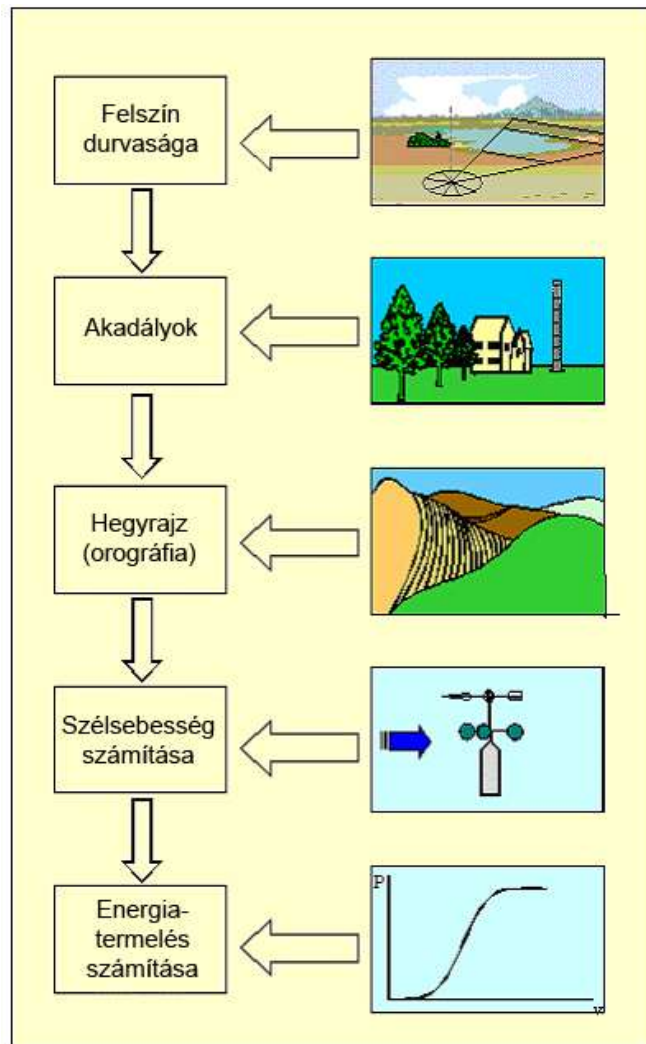 Felszín
durvasága
Akadályok
Hegyrajz
(orográfia)
Szélsebesség
számítása
Energia-
termelés
számítása
P
v